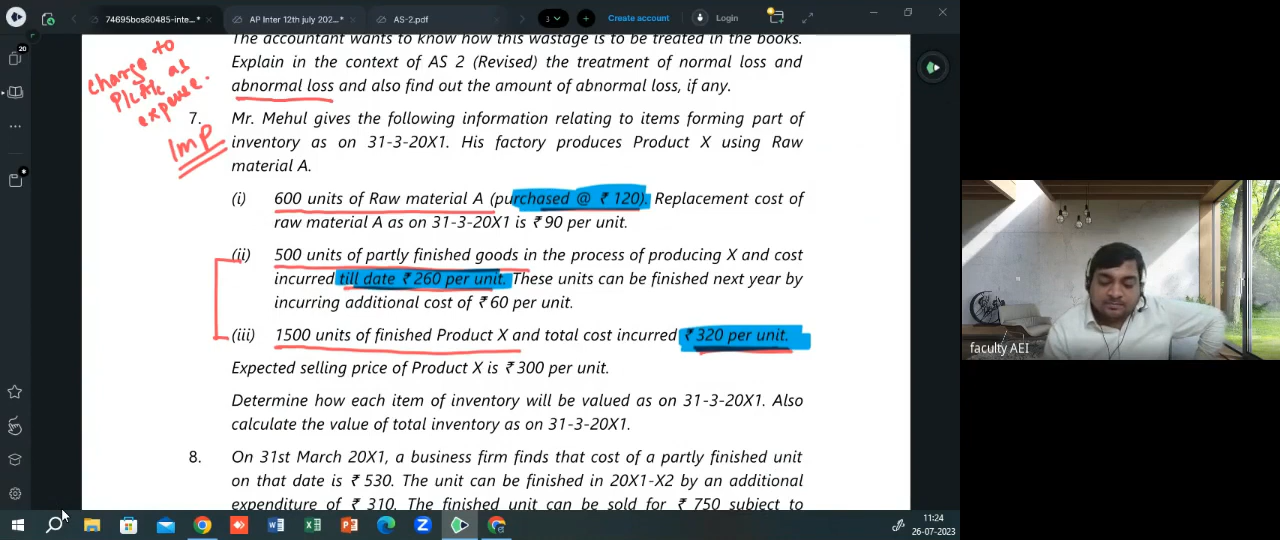 74695bos60485-inte...*
AP Inter 12th july 202...*
AS-2.pdf
3
Create account
Login
20
The accountant wants to know how this wastage is to be treated in the books.
Explain in the context of AS 2 (Revised) the treatment of normal loss and
abnormal loss and also find out the amount of abnormal loss, if any.
charge to
P/L A/c as
expense.
Imp
7. Mr. Mehul gives the following information relating to items forming part of
inventory as on 31-3-20X1. His factory produces Product X using Raw
material A.
(i) 600 units of Raw material A (purchased @ ₹ 120). Replacement cost of
raw material A as on 31-3-20X1 is ₹ 90 per unit.
(ii) 500 units of partly finished goods in the process of producing X and cost
incurred till date ₹ 260 per unit. These units can be finished next year by
incurring additional cost of ₹ 60 per unit.
(iii) 1500 units of finished Product X and total cost incurred ₹ 320 per unit.
Expected selling price of Product X is ₹ 300 per unit.
Determine how each item of inventory will be valued as on 31-3-20X1. Also
calculate the value of total inventory as on 31-3-20X1.
8. On 31st March 20X1, a business firm finds that cost of a partly finished unit
on that date is ₹ 530. The unit can be finished in 20X1-X2 by an additional
expenditure of ₹ 310. The finished unit can be sold for ₹ 750 subject to
faculty AEI
11:24
26-07-2023